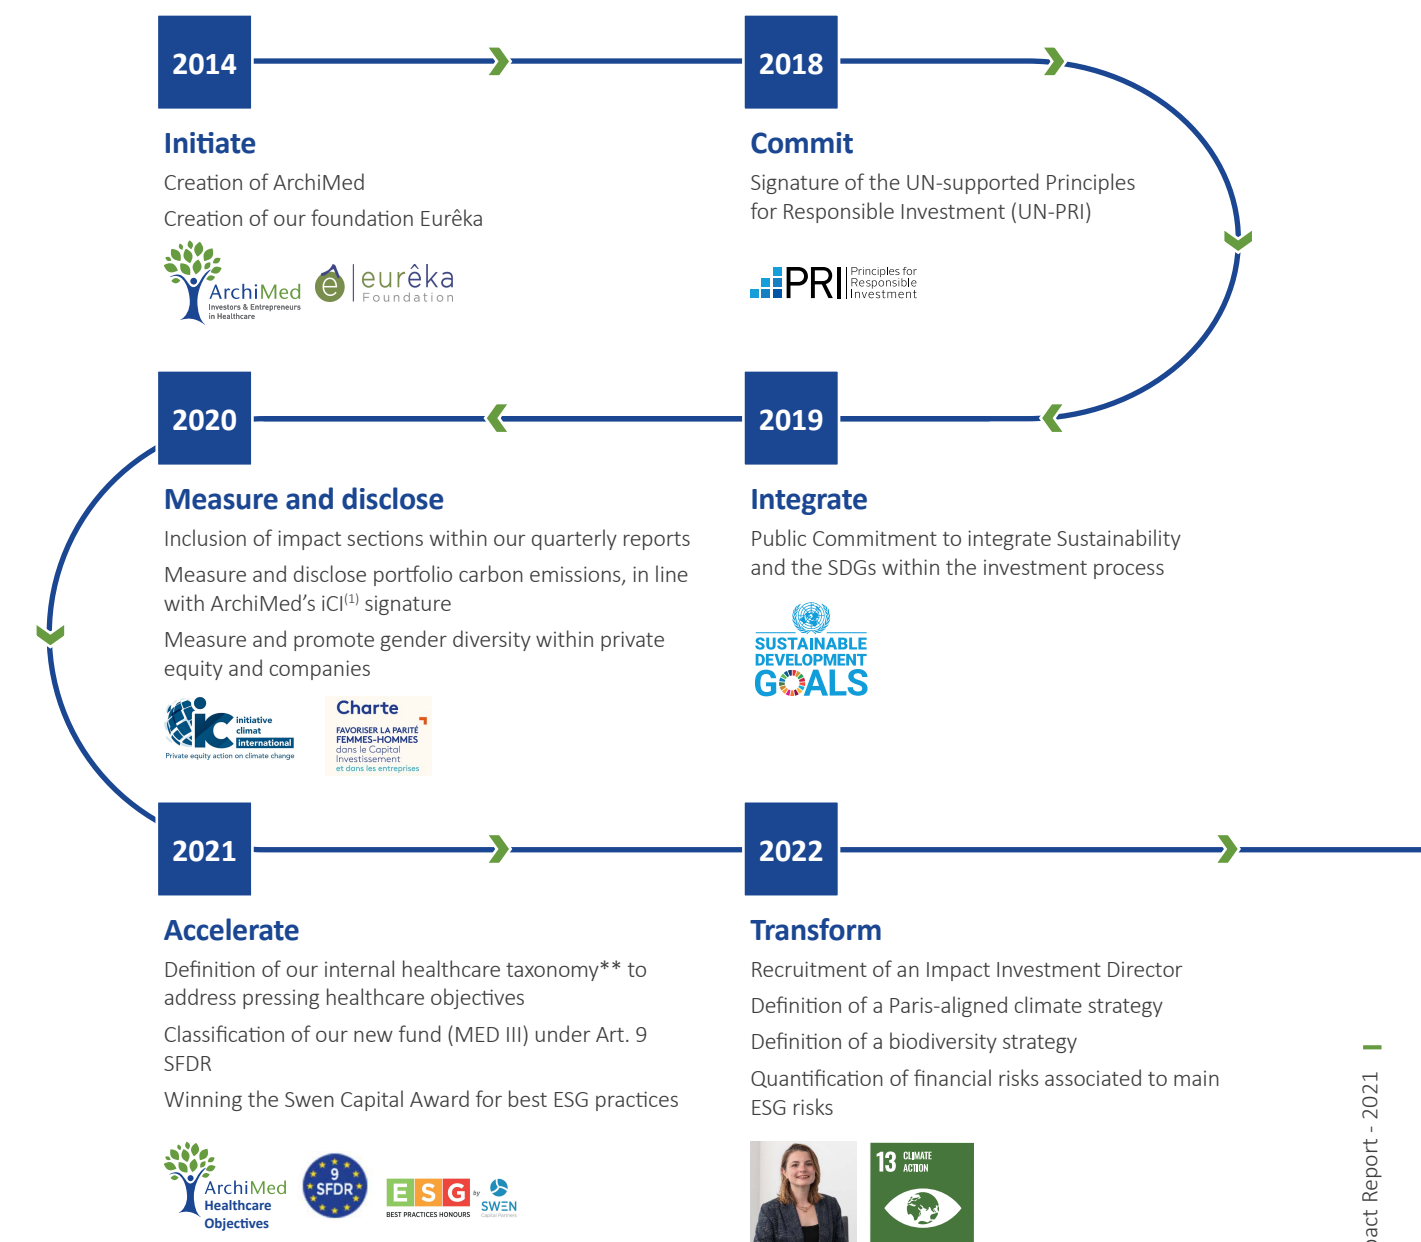 2014
Initiate
Creation of ArchiMed
Creation of our foundation Eurêka
ArchiMed
Investors & Entrepreneurs
in Healthcare
ê eurêka
Foundation
2018
Commit
Signature of the UN-supported Principles
for Responsible Investment (UN-PRI)
PRI
Principles for
Responsible
Investment
2019
Integrate
Public Commitment to integrate Sustainability
and the SDGs within the investment process
SUSTAINABLE
DEVELOPMENT
GOALS
2020
Measure and disclose
Inclusion of impact sections within our quarterly reports
Measure and disclose portfolio carbon emissions, in line
with ArchiMed’s iCI(1) signature
Measure and promote gender diversity within private
equity and companies
iC
initiative
climat
international
Private equity action on climate change
Charte
FAVORISER LA PARITÉ
FEMMES-HOMMES
dans le Capital
Investissement
et dans les entreprises
2021
Accelerate
Definition of our internal healthcare taxonomy** to
address pressing healthcare objectives
Classification of our new fund (MED III) under Art. 9
SFDR
Winning the Swen Capital Award for best ESG practices
ArchiMed
Healthcare
Objectives
9
SFDR
ESG by SWEN
Capital Partners
BEST PRACTICES HONOURS
2022
Transform
Recruitment of an Impact Investment Director
Definition of a Paris-aligned climate strategy
Definition of a biodiversity strategy
Quantification of financial risks associated to main
ESG risks
13 CLIMATE
ACTION
pact Report - 2021